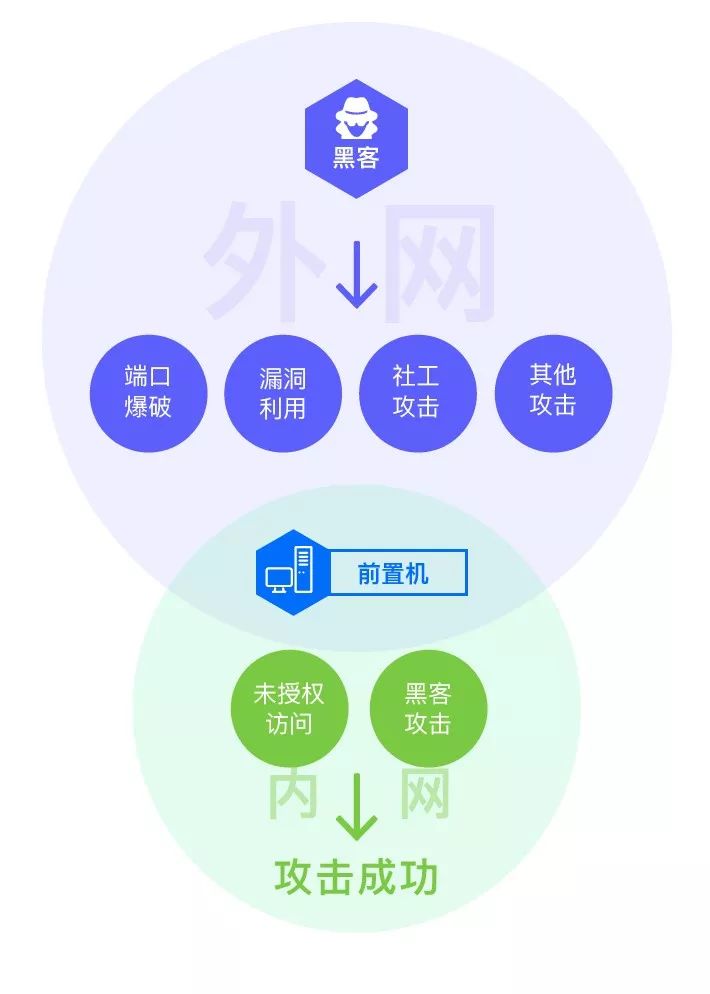 黑客
外 网
端口
爆破
漏洞
利用
社工
攻击
其他
攻击
前置机
未授权
访问
黑客
攻击
内 网
攻击成功